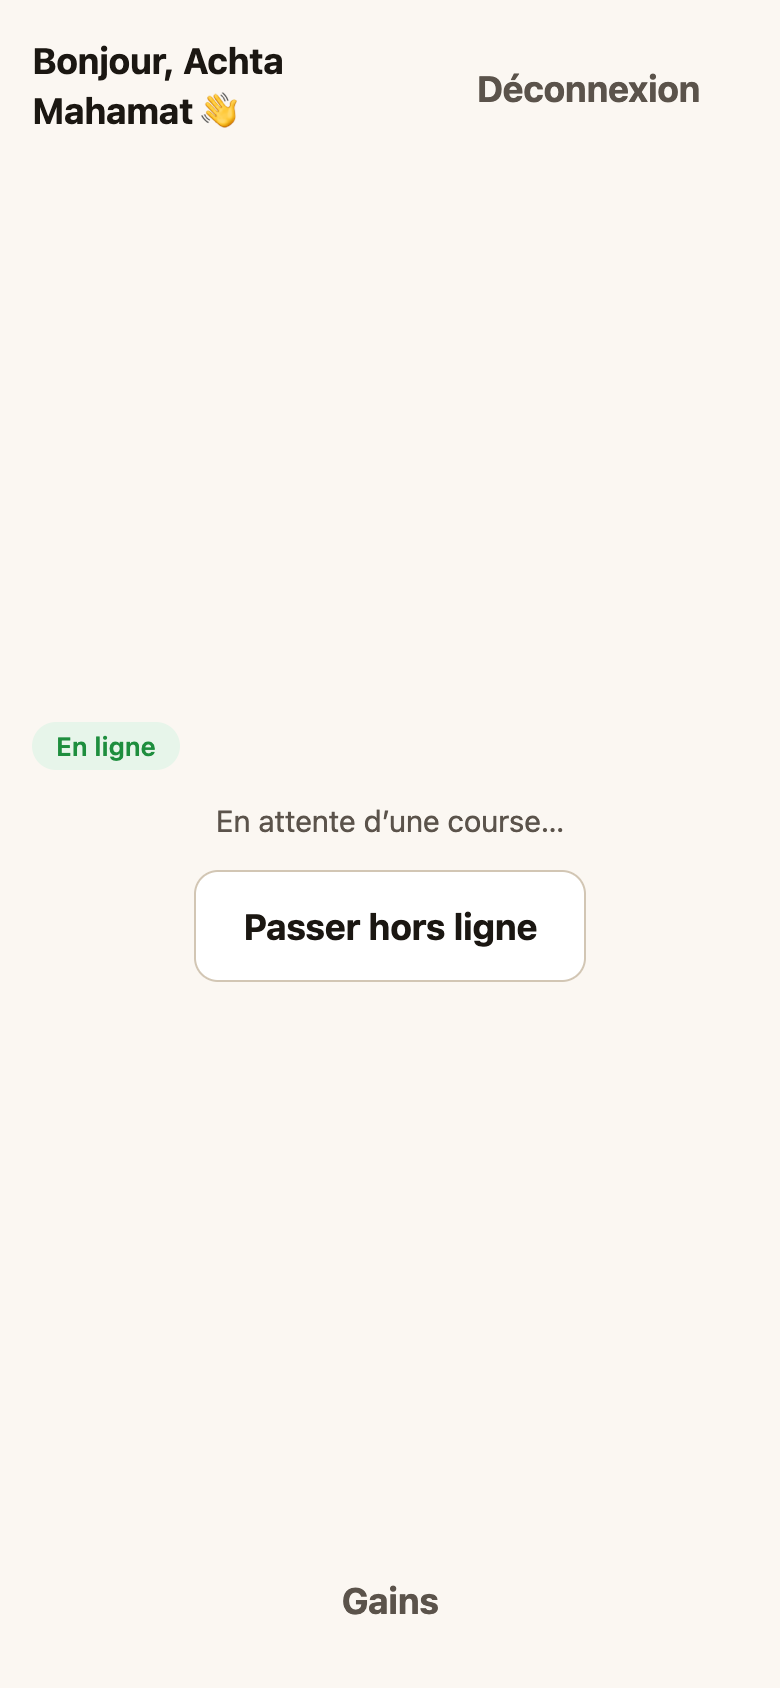 Bonjour, Achta
Mahamat 👋
Déconnexion
En ligne
En attente d’une course…
Passer hors ligne
Gains